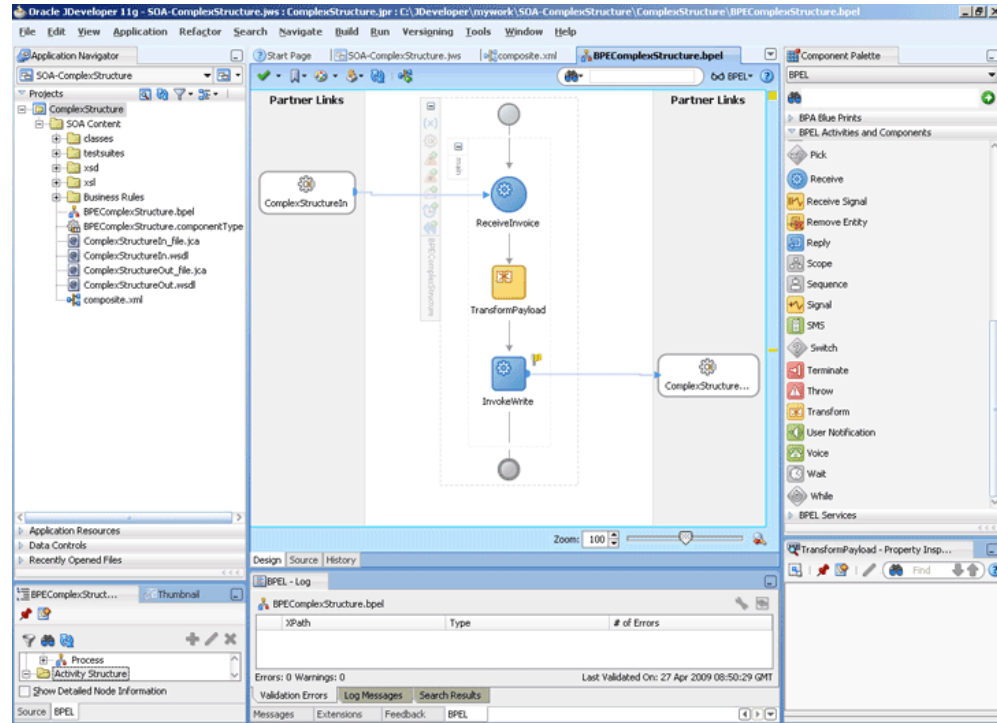 Oracle JDeveloper 11g - SOA-ComplexStructure.jws : ComplexStructure.jpr : C:\JDeveloper\mywork\SOA-ComplexStructure\ComplexStructure\BPEComplexStructure.bpel
File Edit View Application Refactor Search Navigate Build Run Versioning Tools Window Help
Application Navigator
SOA-ComplexStructure
Projects
ComplexStructure
SOA Content
classes
testsuites
xsd
xsl
Business Rules
BPEComplexStructure.bpel
BPEComplexStructure.componentType
ComplexStructureIn_file.jca
ComplexStructureIn.wsdl
ComplexStructureOut_file.jca
ComplexStructureOut.wsdl
composite.xml
Application Resources
Data Controls
Recently Opened Files
BPEComplexStruct... Thumbnail
Process
Activity Structure
Show Detailed Node Information
Source BPEL
Start Page SOA-ComplexStructure.jws composite.xml BPEComplexStructure.bpel
BPEL
Partner Links Partner Links
main
BPEComplexStructure
ComplexStructureIn
ReceiveInvoice
TransformPayload
InvokeWrite
ComplexStructure...
Zoom: 100
Design Source History
BPEL - Log
BPEComplexStructure.bpel
XPath Type # of Errors
Errors: 0 Warnings: 0 Last Validated On: 27 Apr 2009 08:50:29 GMT
Validation Errors Log Messages Search Results
Messages Extensions Feedback BPEL
Component Palette
BPEL
BPA Blue Prints
BPEL Activities and Components
Pick
Receive
Receive Signal
Remove Entity
Reply
Scope
Sequence
Signal
SMS
Switch
Terminate
Throw
Transform
User Notification
Voice
Wait
While
BPEL Services
TransformPayload - Property Insp...
Find